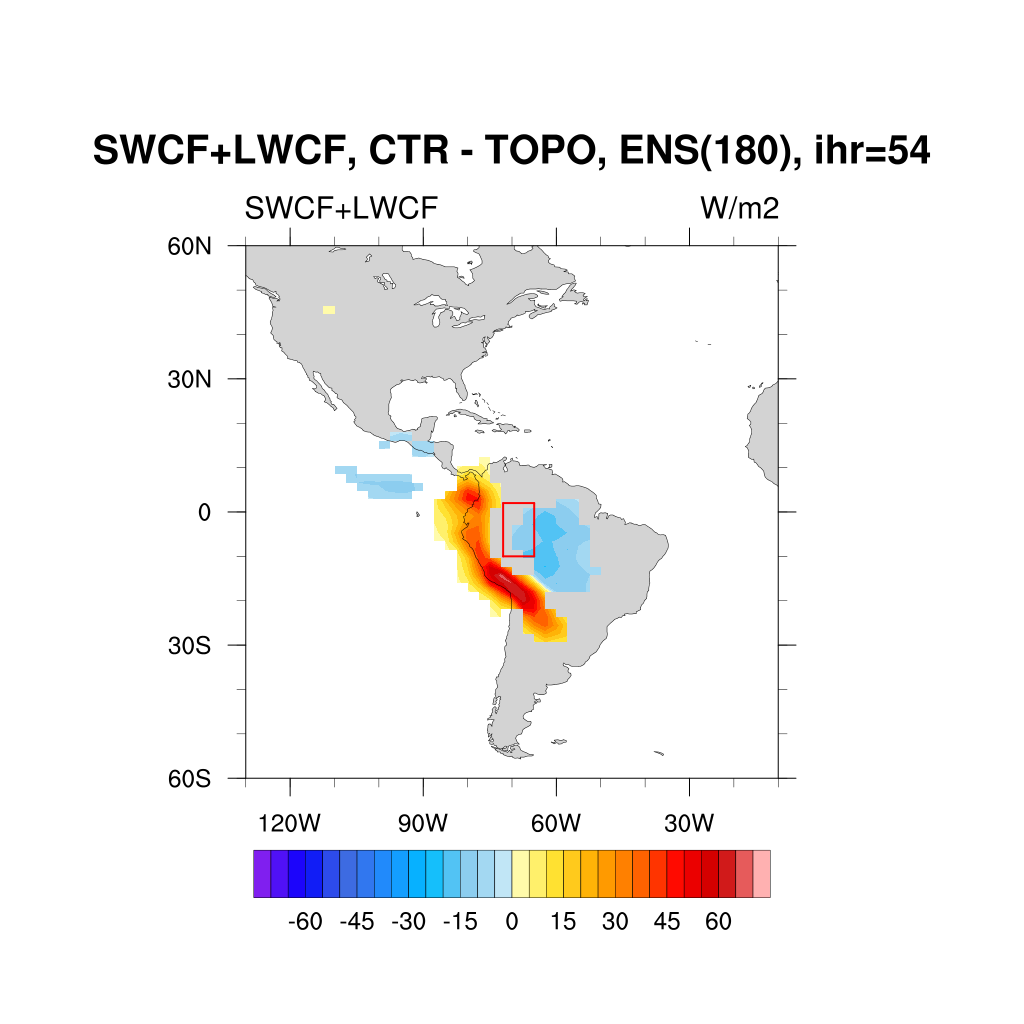 SWCF+LWCF, CTR - TOPO, ENS(180), ihr=54
SWCF+LWCF W/m2
60N
30N
0
30S
60S
120W 90W 60W 30W
-60 -45 -30 -15 0 15 30 45 60